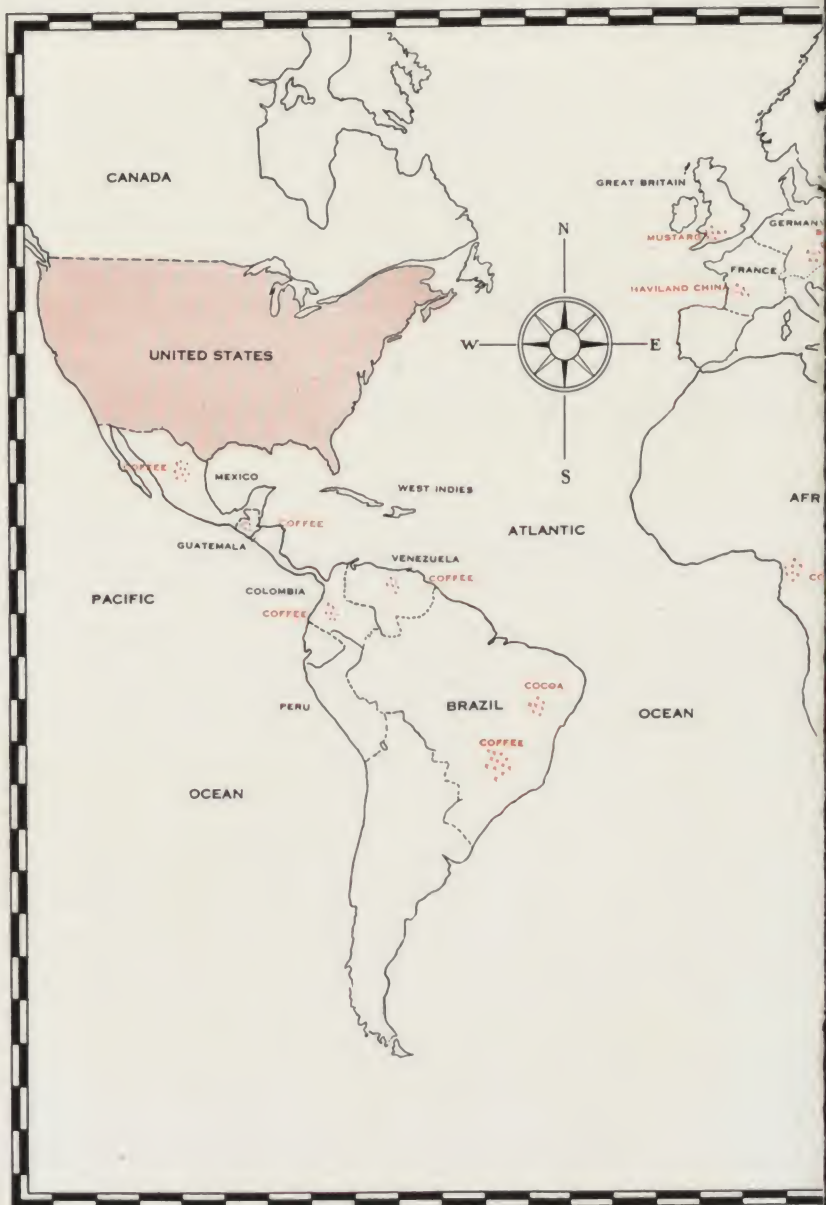 CANADA
GREAT BRITAIN
GERMANY
MUSTARD
FRANCE
HAVILAND CHINA
N
W
E
S
UNITED STATES
COFFEE
MEXICO
WEST INDIES
COFFEE
GUATEMALA
ATLANTIC
AFR
VENEZUELA
COFFEE
COLOMBIA
COFFEE
PACIFIC
CO
COCOA
PERU
BRAZIL
OCEAN
COFFEE
OCEAN